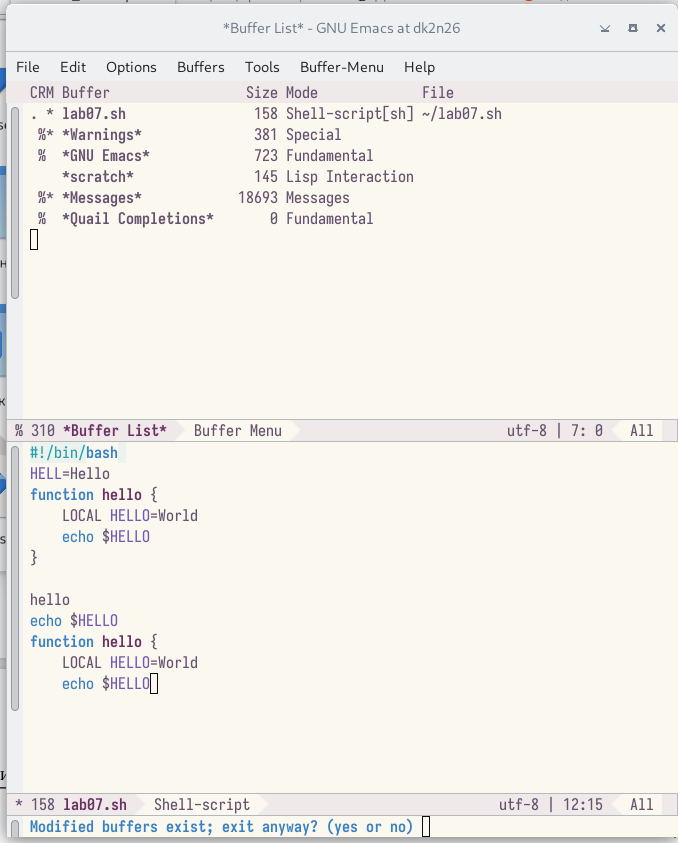 *Buffer List* - GNU Emacs at dk2n26
File Edit Options Buffers Tools Buffer-Menu Help
CRM Buffer Size Mode File
. * lab07.sh 158 Shell-script[sh] ~/lab07.sh
%* *Warnings* 381 Special
% *GNU Emacs* 723 Fundamental
*scratch* 145 Lisp Interaction
%* *Messages* 18693 Messages
% *Quail Completions* 0 Fundamental
% 310 *Buffer List* Buffer Menu utf-8 | 7: 0 All
#!/bin/bash
HELL=Hello
function hello {
    LOCAL HELLO=World
    echo $HELLO
}

hello
echo $HELLO
function hello {
    LOCAL HELLO=World
    echo $HELLO
* 158 lab07.sh Shell-script utf-8 | 12:15 All
Modified buffers exist; exit anyway? (yes or no)